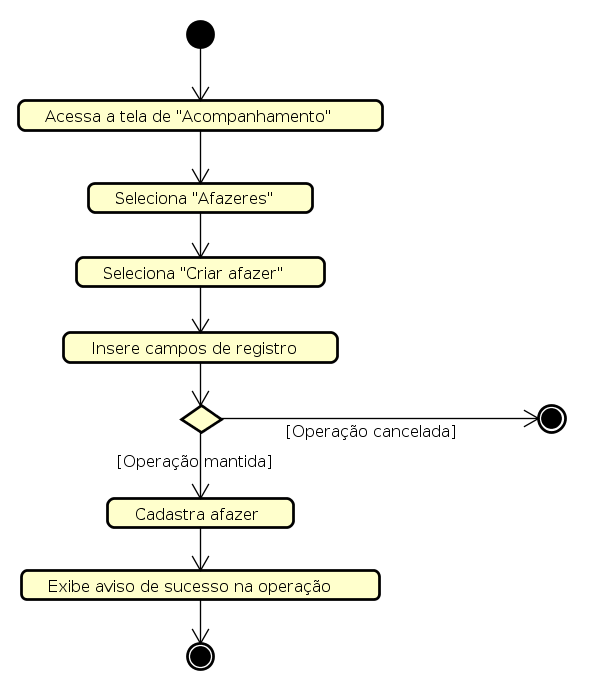 Acessa a tela de "Acompanhamento"
Seleciona "Afazeres"
Seleciona "Criar afazer"
Insere campos de registro
[Operação cancelada]
[Operação mantida]
Cadastra afazer
Exibe aviso de sucesso na operação